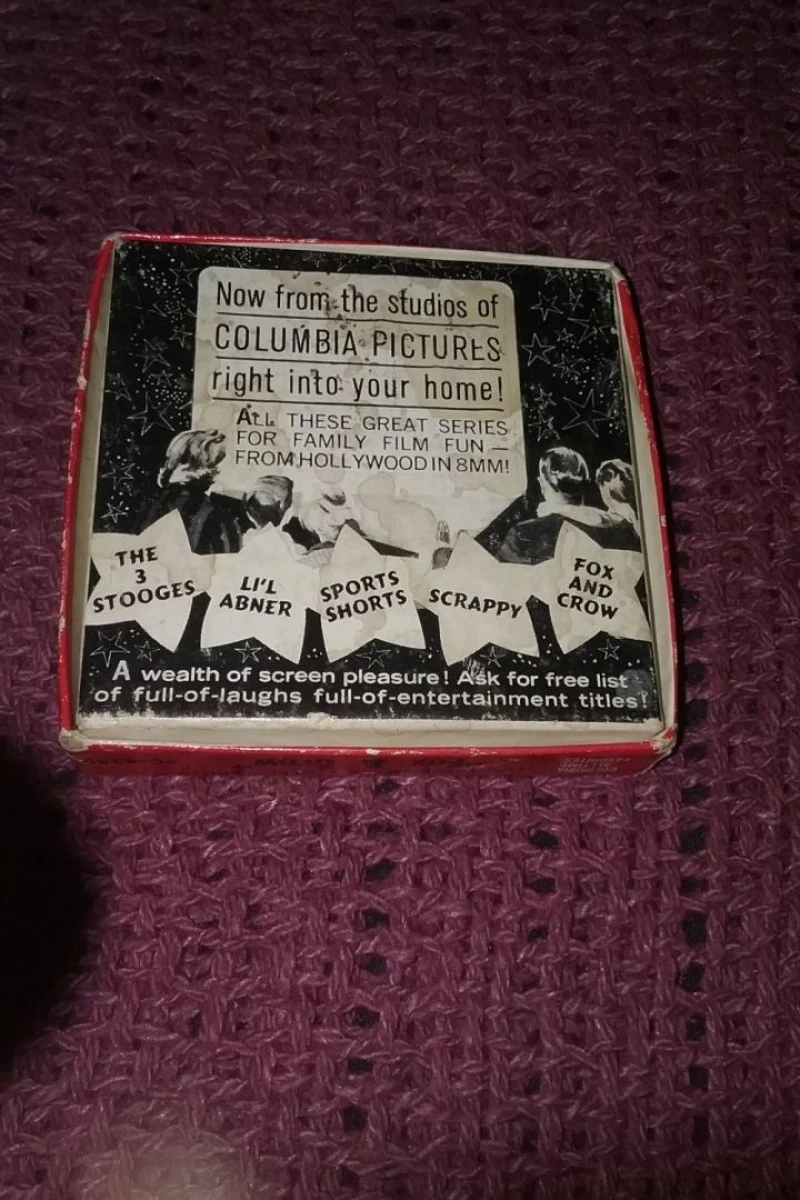 Now from the studios of
COLUMBIA PICTURES
right into your home!
ALL THESE GREAT SERIES
FOR FAMILY FILM FUN —
FROM HOLLYWOOD IN 8MM!
THE
3
STOOGES
LI'L
ABNER
SPORTS
SHORTS
SCRAPPY
FOX
AND
CROW
A wealth of screen pleasure! Ask for free list
of full-of-laughs full-of-entertainment titles!